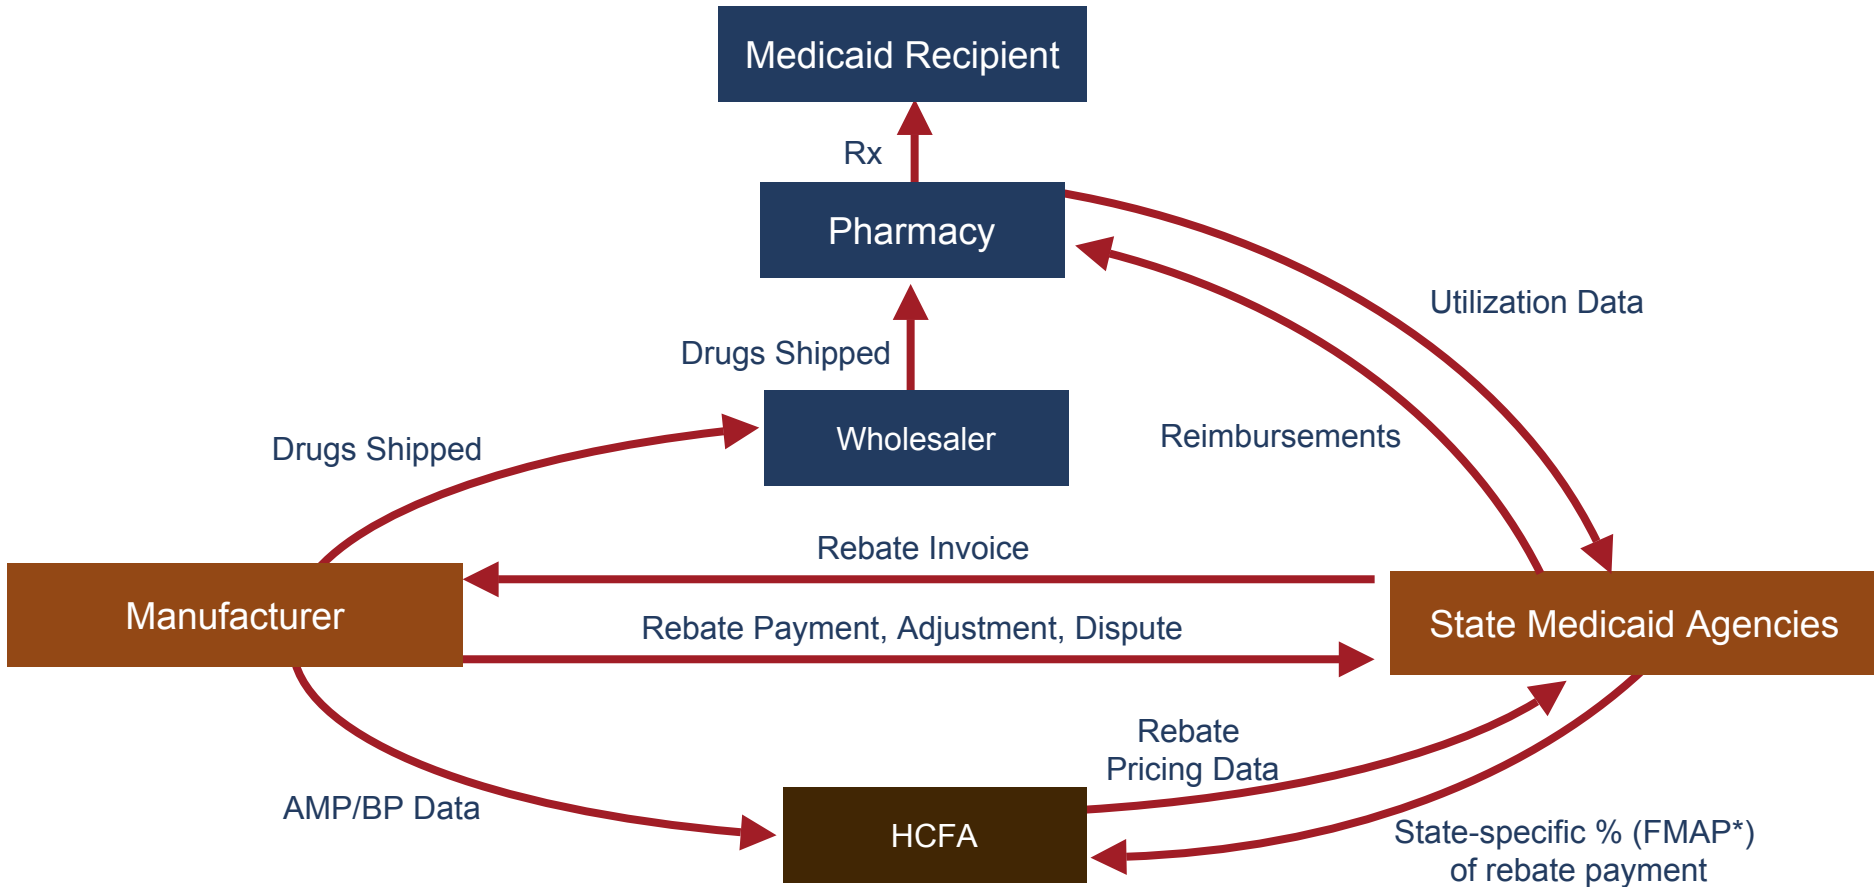 Medicaid Recipient
Rx
Pharmacy
Utilization Data
Drugs Shipped
Reimbursements
Wholesaler
Drugs Shipped
Rebate Invoice
Manufacturer
State Medicaid Agencies
Rebate Payment, Adjustment, Dispute
Rebate
Pricing Data
AMP/BP Data
HCFA
State-specific % (FMAP*)
of rebate payment